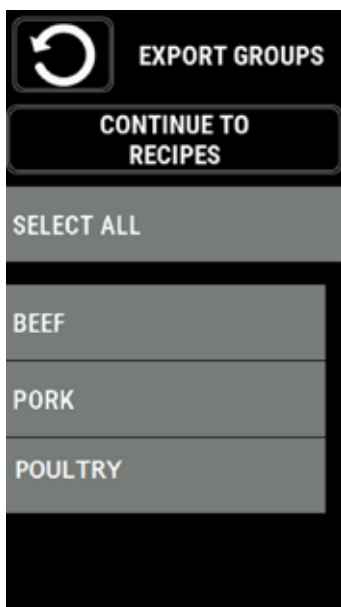 EXPORT GROUPS
CONTINUE TO
RECIPES
SELECT ALL
BEEF
PORK
POULTRY